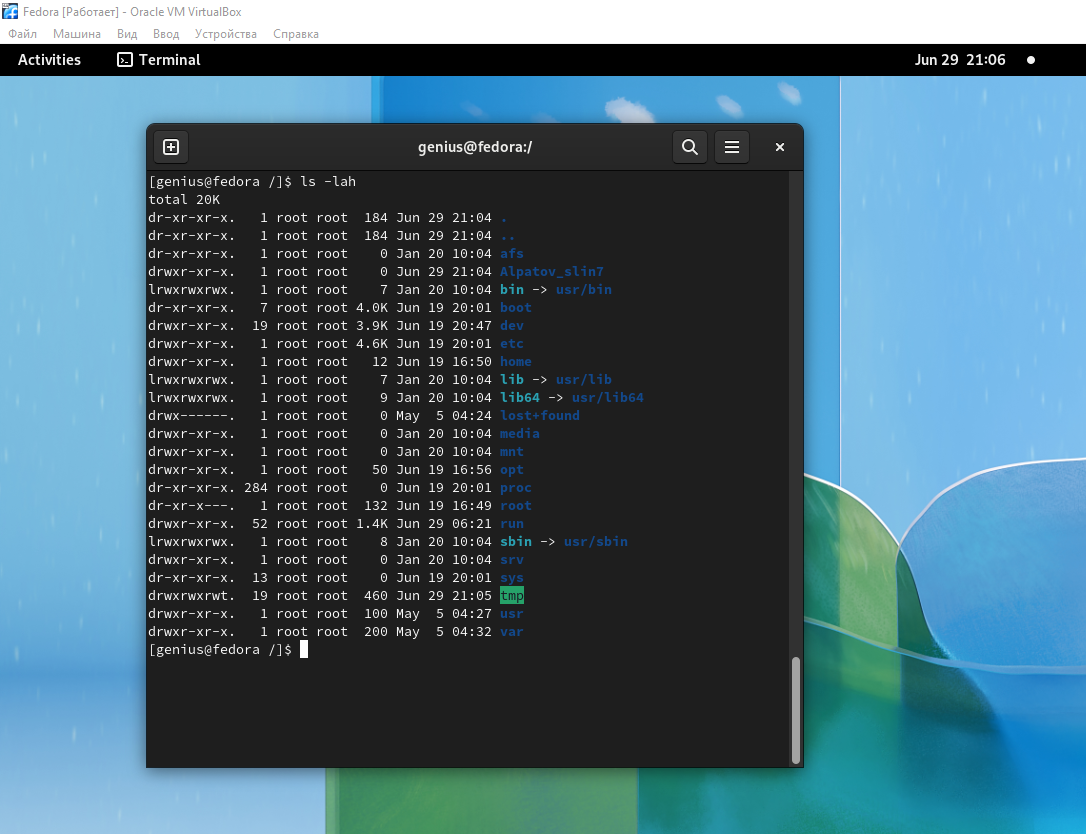 Fedora [Работает] - Oracle VM VirtualBox
Файл Машина Вид Ввод Устройства Справка
Activities Terminal Jun 29 21:06
genius@fedora:/
[genius@fedora /]$ ls -lah
total 20K
dr-xr-xr-x.   1 root root  184 Jun 29 21:04 .
dr-xr-xr-x.   1 root root  184 Jun 29 21:04 ..
dr-xr-xr-x.   1 root root    0 Jan 20 10:04 afs
drwxr-xr-x.   1 root root    0 Jun 29 21:04 Alpatov_slin7
lrwxrwxrwx.   1 root root    7 Jan 20 10:04 bin -> usr/bin
dr-xr-xr-x.   7 root root 4.0K Jun 19 20:01 boot
drwxr-xr-x.  19 root root 3.9K Jun 19 20:47 dev
drwxr-xr-x.   1 root root 4.6K Jun 19 20:01 etc
drwxr-xr-x.   1 root root   12 Jun 19 16:50 home
lrwxrwxrwx.   1 root root    7 Jan 20 10:04 lib -> usr/lib
lrwxrwxrwx.   1 root root    9 Jan 20 10:04 lib64 -> usr/lib64
drwx------.   1 root root    0 May  5 04:24 lost+found
drwxr-xr-x.   1 root root    0 Jan 20 10:04 media
drwxr-xr-x.   1 root root    0 Jan 20 10:04 mnt
drwxr-xr-x.   1 root root   50 Jun 19 16:56 opt
dr-xr-xr-x. 284 root root    0 Jun 19 20:01 proc
dr-xr-x---.   1 root root  132 Jun 19 16:49 root
drwxr-xr-x.  52 root root 1.4K Jun 29 06:21 run
lrwxrwxrwx.   1 root root    8 Jan 20 10:04 sbin -> usr/sbin
drwxr-xr-x.   1 root root    0 Jan 20 10:04 srv
dr-xr-xr-x.  13 root root    0 Jun 19 20:01 sys
drwxrwxrwt.  19 root root  460 Jun 29 21:05 tmp
drwxr-xr-x.   1 root root  100 May  5 04:27 usr
drwxr-xr-x.   1 root root  200 May  5 04:32 var
[genius@fedora /]$